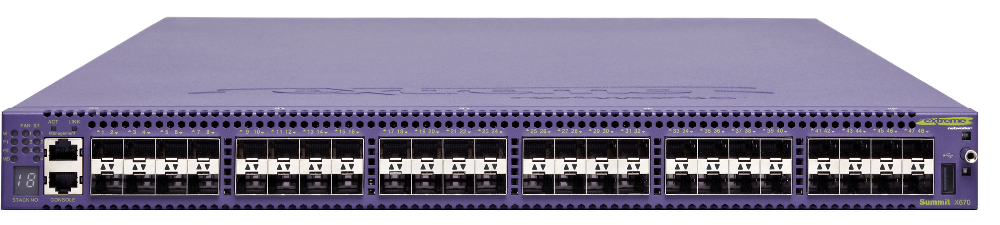 extreme
networks
extreme
networks
FAN ST
ACT LINK
Management
M 1 1
P1 2 2
P2 3 3
MD 4
18
STACK NO.
CONSOLE
1 2 3 4 5 6 7 8 9 10 11 12 13 14 15 16 17 18 19 20 21 22 23 24 25 26 27 28 29 30 31 32 33 34 35 36 37 38 39 40 41 42 43 44 45 46 47 48
Summit X670